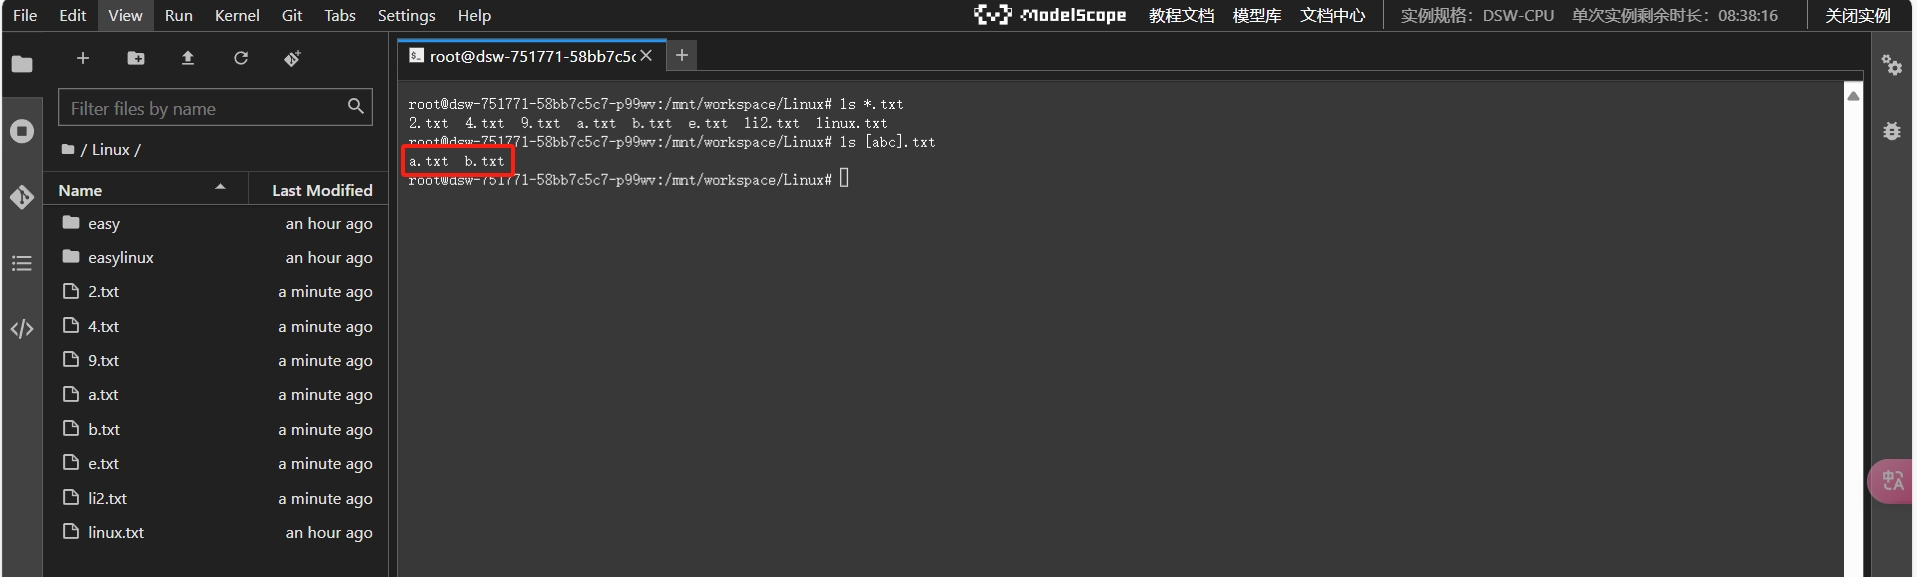 File Edit View Run Kernel Git Tabs Settings Help ModelScope 教程文档 模型库 文档中心 实例规格：DSW-CPU 单次实例剩余时长：08:38:16 关闭实例
root@dsw-751771-58bb7c5c
Filter files by name
/ Linux /
Name Last Modified
easy an hour ago
easylinux an hour ago
2.txt a minute ago
4.txt a minute ago
9.txt a minute ago
a.txt a minute ago
b.txt a minute ago
e.txt a minute ago
li2.txt a minute ago
linux.txt an hour ago
root@dsw-751771-58bb7c5c7-p99wv:/mnt/workspace/Linux# ls *.txt
2.txt 4.txt 9.txt a.txt b.txt e.txt li2.txt linux.txt
root@dsw-751771-58bb7c5c7-p99wv:/mnt/workspace/Linux# ls [abc].txt
a.txt b.txt
root@dsw-751771-58bb7c5c7-p99wv:/mnt/workspace/Linux#
中A